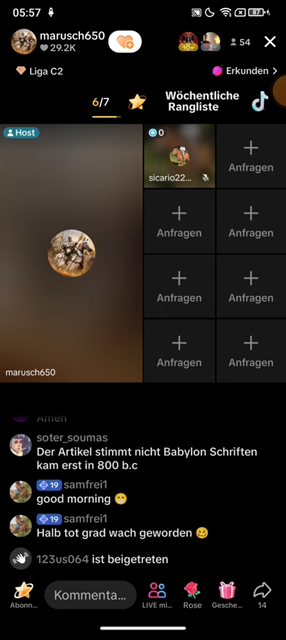 05:57
87
marusch650
29.2K
10+
54
Liga C2
Erkunden >
6/7
Wöchentliche
Rangliste
Host
0
Anfragen
sicario22...
Anfragen
Anfragen
Anfragen
Anfragen
Anfragen
Anfragen
marusch650
Amen
soter_soumas
Der Artikel stimmt nicht Babylon Schriften
kam erst in 800 b.c
19 samfrei1
good morning 😁
19 samfrei1
Halb tot grad wach geworden 🥴
123us064 ist beigetreten
Abonn...
Kommenta...
LIVE mi...
Rose
Gesche...
14